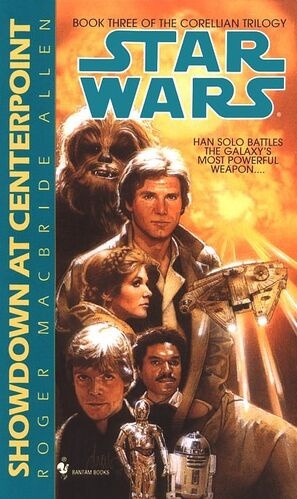 BOOK THREE OF THE CORELLIAN TRILOGY
STAR
WARS®
HAN SOLO BATTLES
THE GALAXY'S
MOST POWERFUL
WEAPON....
SHOWDOWN AT CENTERPOINT
ROGER MACBRIDE ALLEN
BANTAM BOOKS